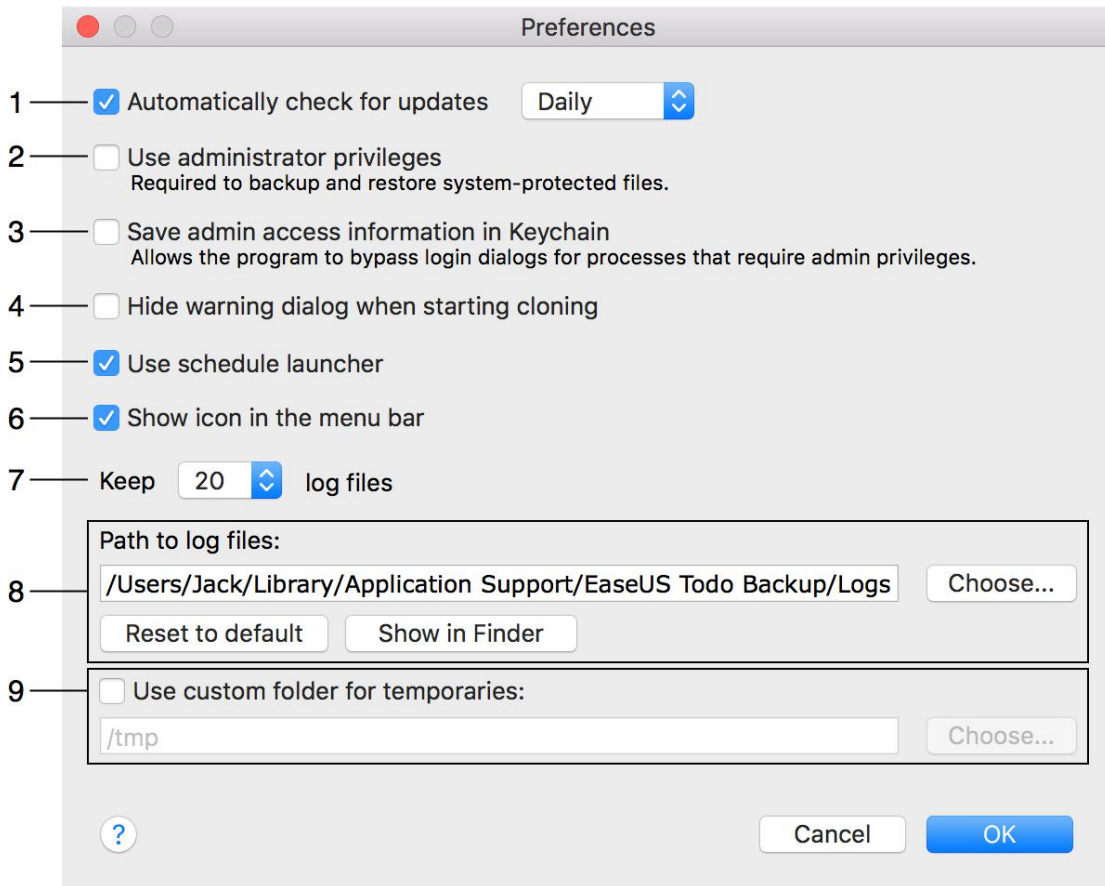 Preferences
1 Automatically check for updates Daily
2 Use administrator privileges
Required to backup and restore system-protected files.
3 Save admin access information in Keychain
Allows the program to bypass login dialogs for processes that require admin privileges.
4 Hide warning dialog when starting cloning
5 Use schedule launcher
6 Show icon in the menu bar
7 Keep 20 log files
Path to log files:
8 /Users/Jack/Library/Application Support/EaseUS Todo Backup/Logs Choose...
Reset to default Show in Finder
9 Use custom folder for temporaries:
/tmp Choose...
? Cancel OK